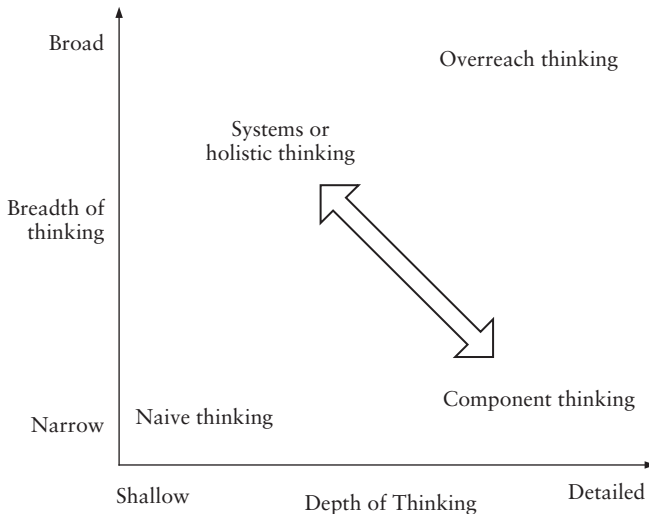 Broad
Overreach thinking
Systems or
holistic thinking
Breadth of
thinking
Component thinking
Naive thinking
Narrow
Shallow
Depth of Thinking
Detailed